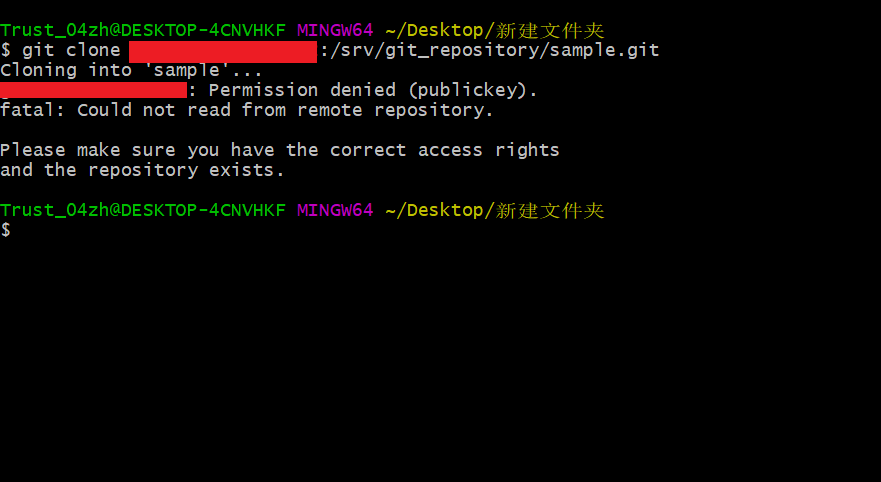 Trust_04zh@DESKTOP-4CNVHKF MINGW64 ~/Desktop/新建文件夹
$ git clone :/srv/git_repository/sample.git
Cloning into 'sample'...
: Permission denied (publickey).
fatal: Could not read from remote repository.
Please make sure you have the correct access rights
and the repository exists.
Trust_04zh@DESKTOP-4CNVHKF MINGW64 ~/Desktop/新建文件夹
$